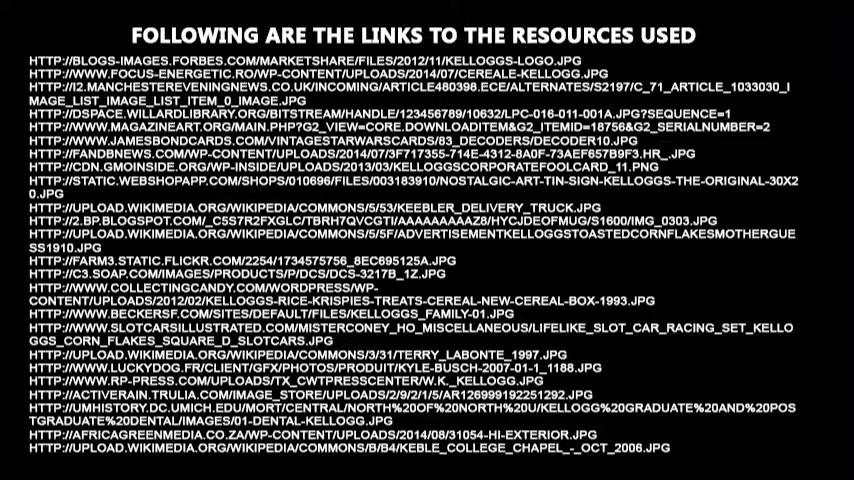 FOLLOWING ARE THE LINKS TO THE RESOURCES USED
HTTP://BLOGS-IMAGES.FORBES.COM/MARKETSHARE/FILES/2012/11/KELLOGGS-LOGO.JPG
HTTP://WWW.FOCUS-ENERGETIC.RO/WP-CONTENT/UPLOADS/2014/07/CEREALE-KELLOGG.JPG
HTTP://I2.MANCHESTEREVENINGNEWS.CO.UK/INCOMING/ARTICLE480398.ECE/ALTERNATES/S2197/C_71_ARTICLE_1033030_I
MAGE_LIST_IMAGE_LIST_ITEM_0_IMAGE.JPG
HTTP://DSPACE.WILLARDLIBRARY.ORG/BITSTREAM/HANDLE/123456789/10632/LPC-016-011-001A.JPG?SEQUENCE=1
HTTP://WWW.MAGAZINEART.ORG/MAIN.PHP?G2_VIEW=CORE.DOWNLOADITEM&G2_ITEMID=18756&G2_SERIALNUMBER=2
HTTP://WWW.JAMESBONDCARDS.COM/VINTAGESTARWARSCARDS/83_DECODERS/DECODER10.JPG
HTTP://FANDBNEWS.COM/WP-CONTENT/UPLOADS/2014/07/3F717355-714E-4312-8A0F-73AEF657B9F3.HR_.JPG
HTTP://CDN.GMOINSIDE.ORG/WP-INSIDE/UPLOADS/2013/03/KELLOGGSCORPORATEFOOLCARD_11.PNG
HTTP://STATIC.WEBSHOPAPP.COM/SHOPS/010696/FILES/003183910/NOSTALGIC-ART-TIN-SIGN-KELLOGGS-THE-ORIGINAL-30X2
0.JPG
HTTP://UPLOAD.WIKIMEDIA.ORG/WIKIPEDIA/COMMONS/5/53/KEEBLER_DELIVERY_TRUCK.JPG
HTTP://2.BP.BLOGSPOT.COM/_C5S7R2FXGLC/TBRH7QVCGTI/AAAAAAAAAZ8/HYCJDEOFMUG/S1600/IMG_0303.JPG
HTTP://UPLOAD.WIKIMEDIA.ORG/WIKIPEDIA/COMMONS/5/5F/ADVERTISEMENTKELLOGGSTOASTEDCORNFLAKESMOTHERGUE
SS1910.JPG
HTTP://FARM3.STATIC.FLICKR.COM/2254/1734575756_8EC695125A.JPG
HTTP://C3.SOAP.COM/IMAGES/PRODUCTS/P/DCS/DCS-3217B_1Z.JPG
HTTP://WWW.COLLECTINGCANDY.COM/WORDPRESS/WP-
CONTENT/UPLOADS/2012/02/KELLOGGS-RICE-KRISPIES-TREATS-CEREAL-NEW-CEREAL-BOX-1993.JPG
HTTP://WWW.BECKERSF.COM/SITES/DEFAULT/FILES/KELLOGGS_FAMILY-01.JPG
HTTP://WWW.SLOTCARSILLUSTRATED.COM/MISTERCONEY_HO_MISCELLANEOUS/LIFELIKE_SLOT_CAR_RACING_SET_KELLO
GGS_CORN_FLAKES_SQUARE_D_SLOTCARS.JPG
HTTP://UPLOAD.WIKIMEDIA.ORG/WIKIPEDIA/COMMONS/3/31/TERRY_LABONTE_1997.JPG
HTTP://WWW.LUCKYDOG.FR/CLIENT/GFX/PHOTOS/PRODUIT/KYLE-BUSCH-2007-01-1_1188.JPG
HTTP://WWW.RP-PRESS.COM/UPLOADS/TX_CWTPRESSCENTER/W.K._KELLOGG.JPG
HTTP://ACTIVERAIN.TRULIA.COM/IMAGE_STORE/UPLOADS/2/9/2/1/5/AR126999192251292.JPG
HTTP://UMHISTORY.DC.UMICH.EDU/MORT/CENTRAL/NORTH%20OF%20NORTH%20U/KELLOGG%20GRADUATE%20AND%20POS
TGRADUATE%20DENTAL/IMAGES/01-DENTAL-KELLOGG.JPG
HTTP://AFRICAGREENMEDIA.CO.ZA/WP-CONTENT/UPLOADS/2014/08/31054-HI-EXTERIOR.JPG
HTTP://UPLOAD.WIKIMEDIA.ORG/WIKIPEDIA/COMMONS/B/B4/KEBLE_COLLEGE_CHAPEL_-_OCT_2006.JPG